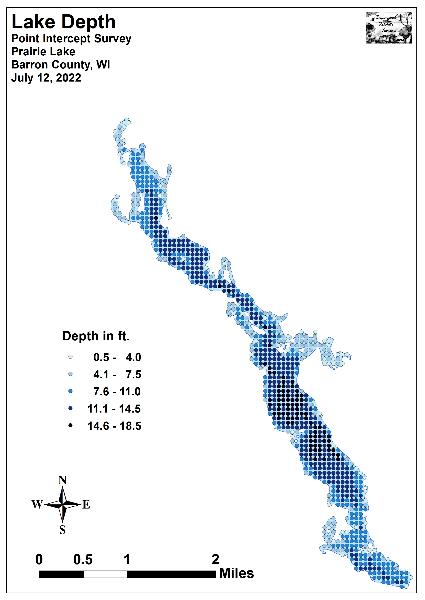 Lake Depth
Point Intercept Survey
Prairie Lake
Barron County, WI
July 12, 2022
Depth in ft.
0.5 - 4.0
4.1 - 7.5
7.6 - 11.0
11.1 - 14.5
14.6 - 18.5
N
W E
S
0 0.5 1 2
Miles